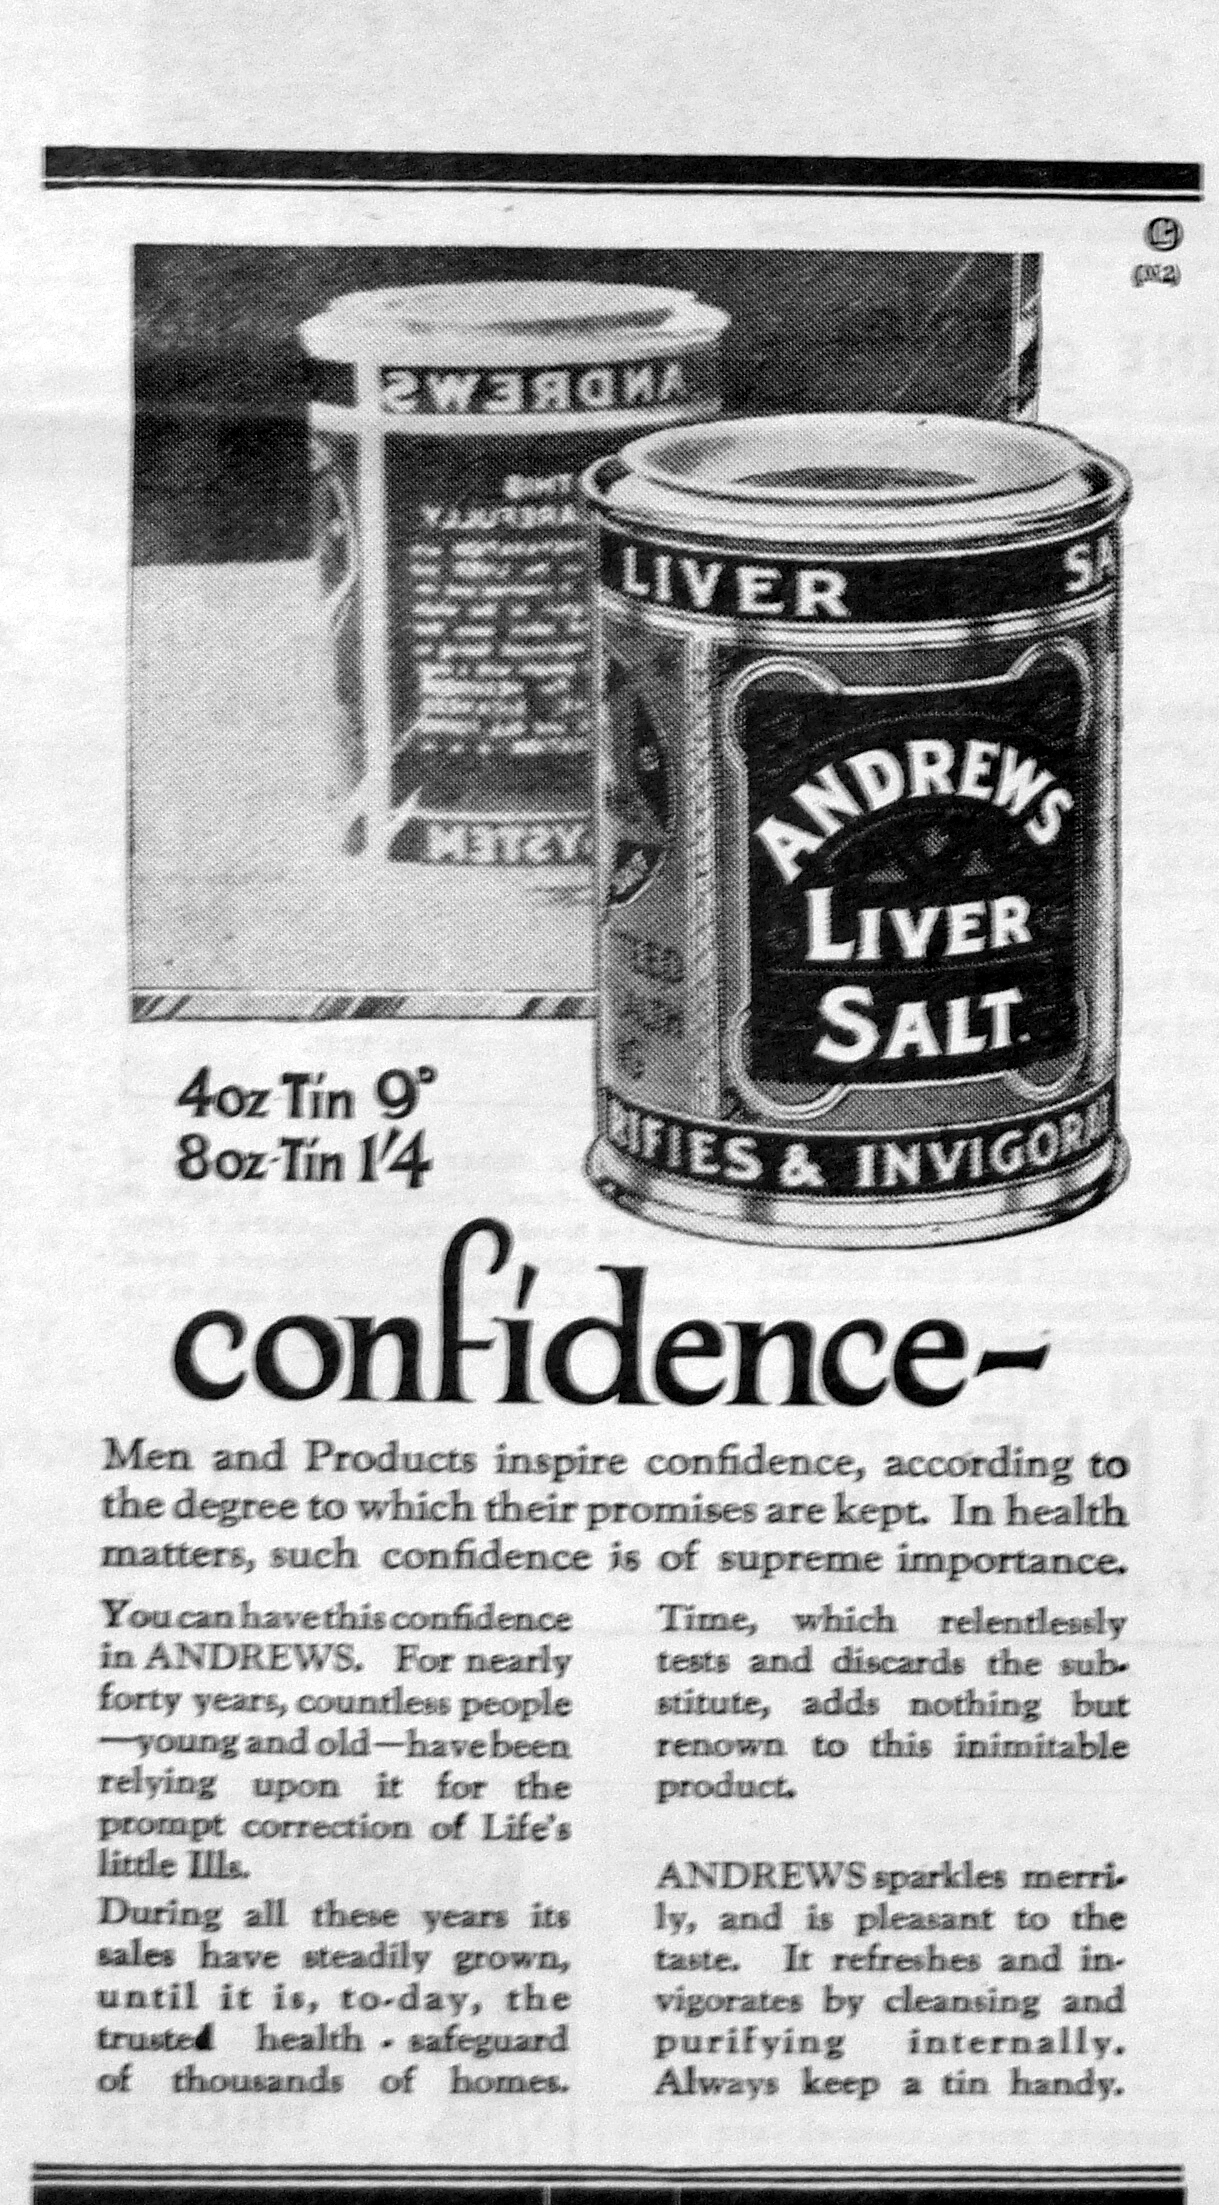 ANDREWS
YSTEM
LIVER SA
ANDREWS
LIVER
SALT.
IFIES & INVIGOR
4oz Tin 9ᴰ
8oz-Tin 1'4
confidence–
Men and Products inspire confidence, according to
the degree to which their promises are kept. In health
matters, such confidence is of supreme importance.
You can have this confidence
in ANDREWS. For nearly
forty years, countless people
—young and old—have been
relying upon it for the
prompt correction of Life's
little Ills.
During all these years its
sales have steadily grown,
until it is, to-day, the
trusted health - safeguard
of thousands of homes.
Time, which relentlessly
tests and discards the sub-
stitute, adds nothing but
renown to this inimitable
product.
ANDREWS sparkles merri-
ly, and is pleasant to the
taste. It refreshes and in-
vigorates by cleansing and
purifying internally.
Always keep a tin handy.